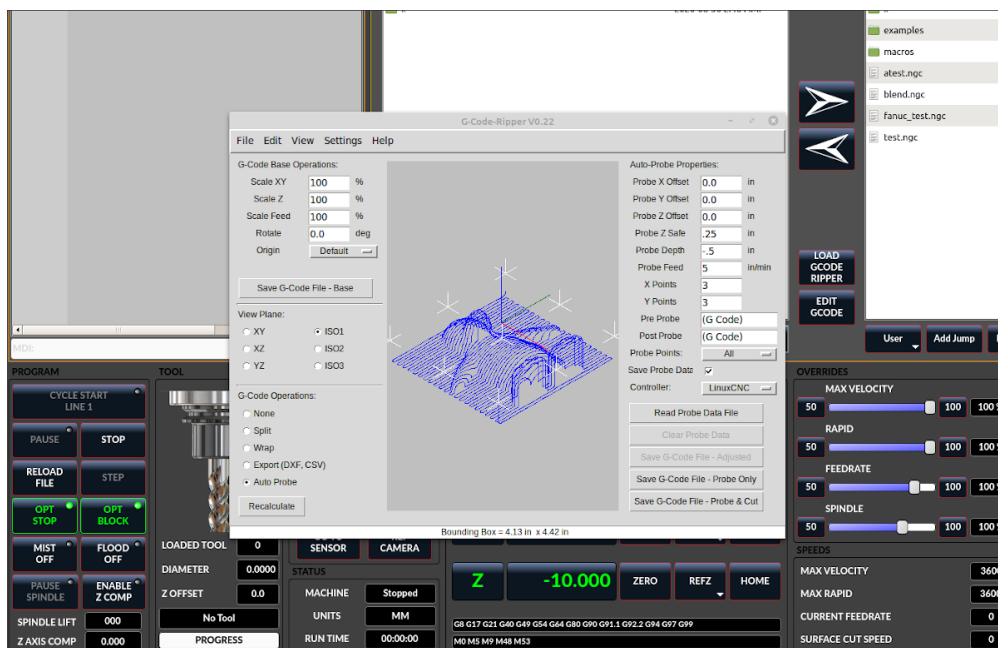 examples
macros
atest.ngc
blend.ngc
fanuc_test.ngc
test.ngc
G-Code-Ripper V0.22
File Edit View Settings Help
G-Code Base Operations:
Scale XY 100 %
Scale Z 100 %
Scale Feed 100 %
Rotate 0.0 deg
Origin Default
Save G-Code File - Base
View Plane:
XY ISO1
XZ ISO2
YZ ISO3
G-Code Operations:
None
Split
Wrap
Export (DXF, CSV)
Auto Probe
Recalculate
Auto-Probe Properties:
Probe X Offset 0.0 in
Probe Y Offset 0.0 in
Probe Z Offset 0.0 in
Probe Z Safe .25 in
Probe Depth -.5 in
Probe Feed 5 in/min
X Points 3
Y Points 3
Pre Probe (G Code)
Post Probe (G Code)
Probe Points: All
Save Probe Data
Controller: LinuxCNC
Read Probe Data File
Clear Probe Data
Save G-Code File - Adjusted
Save G-Code File - Probe Only
Save G-Code File - Probe & Cut
Bounding Box = 4.13 in x 4.42 in
LOAD
GCODE
RIPPER
EDIT
GCODE
User Add Jump
MDI:
PROGRAM
CYCLE START
LINE 1
PAUSE STOP
RELOAD
FILE
STEP
OPT
STOP
OPT
BLOCK
MIST
OFF
FLOOD
OFF
PAUSE
SPINDLE
ENABLE
Z COMP
SPINDLE LIFT 000
Z AXIS COMP 0.000
TOOL
LOADED TOOL 0
DIAMETER 0.0000
Z OFFSET 0.0
No Tool
PROGRESS
SENSOR
CAMERA
STATUS
MACHINE Stopped
UNITS MM
RUN TIME 00:00:00
Z -10.000 ZERO REFZ HOME
G8 G17 G21 G40 G49 G54 G64 G80 G90 G91.1 G92.2 G94 G97 G99
M0 M5 M9 M48 M53
OVERRIDES
MAX VELOCITY
50 100 100
RAPID
50 100 100
FEEDRATE
50 100 100
SPINDLE
50 100 100
SPEEDS
MAX VELOCITY 3600
MAX RAPID 3600
CURRENT FEEDRATE 0
SURFACE CUT SPEED 0